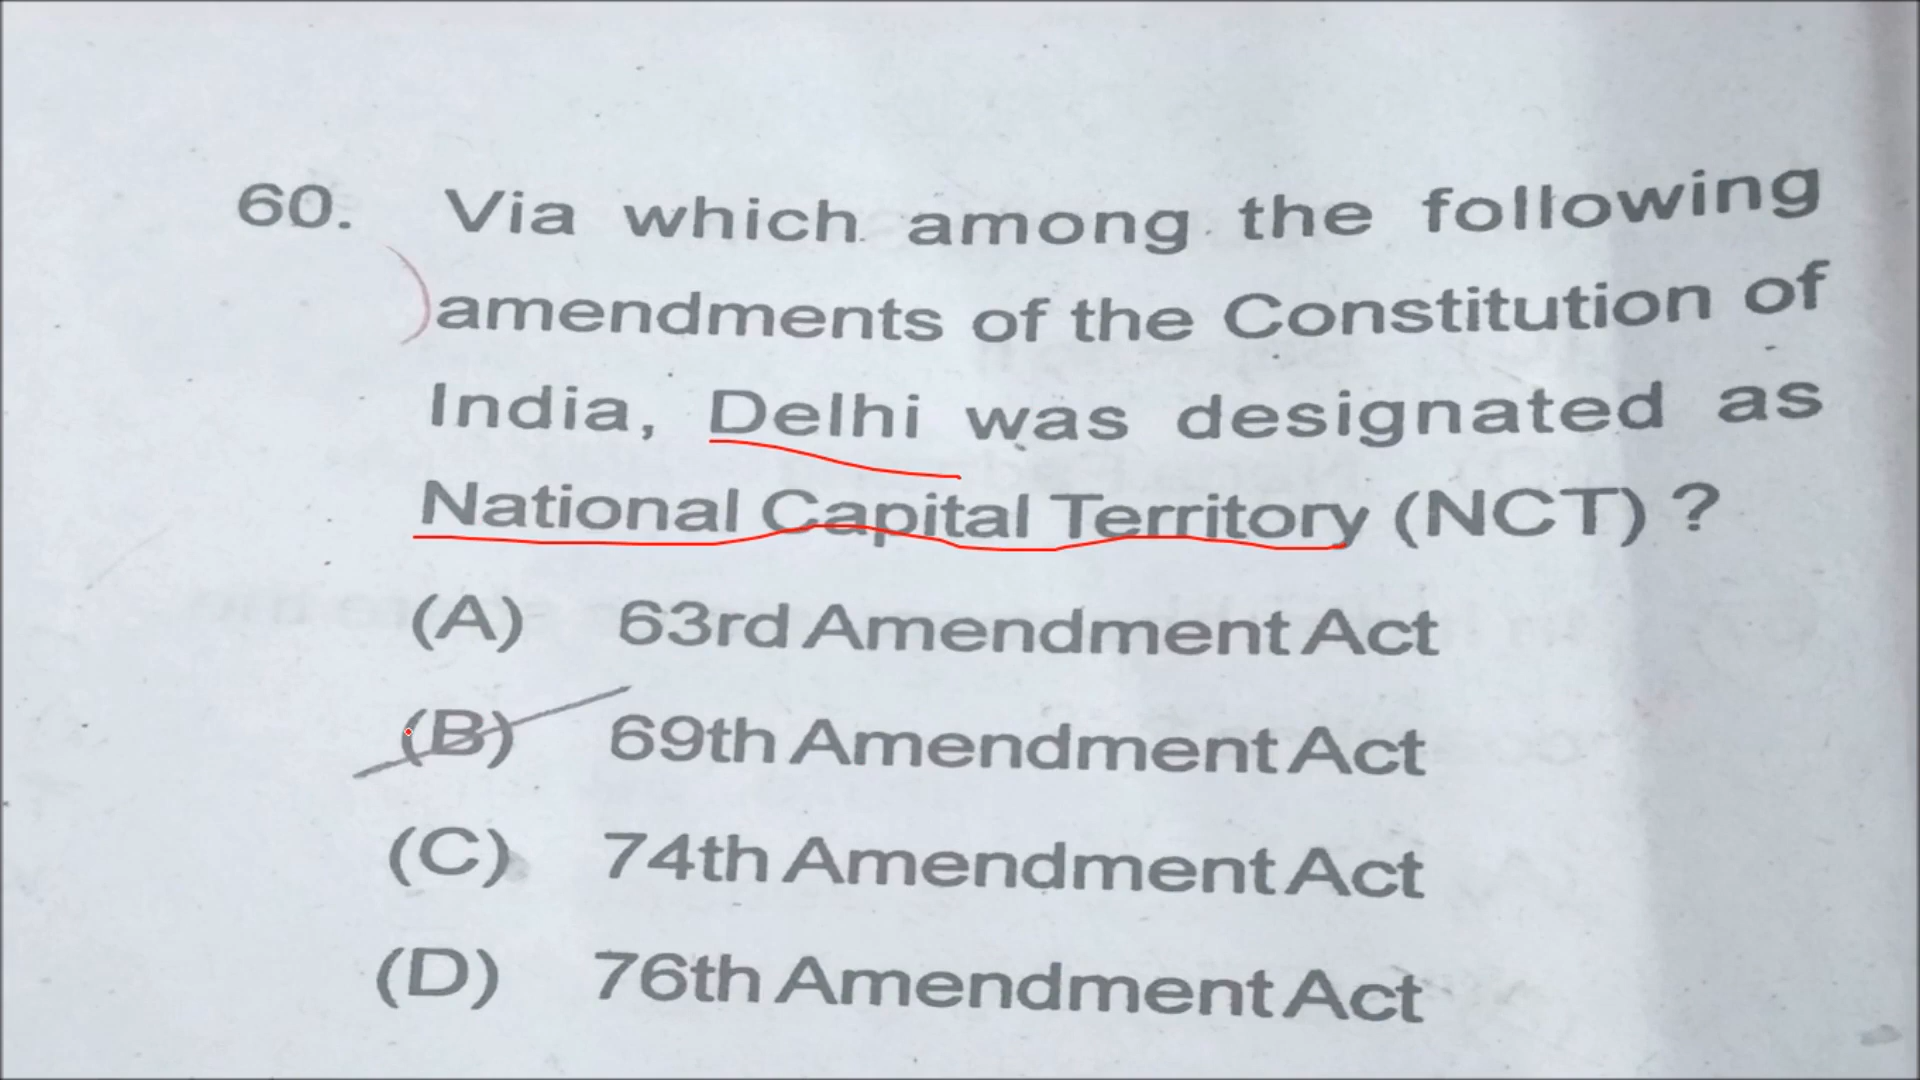 60. Via which among the following
amendments of the Constitution of
India, Delhi was designated as
National Capital Territory (NCT) ?
(A) 63rd Amendment Act
(B) 69th Amendment Act
(C) 74th Amendment Act
(D) 76th Amendment Act